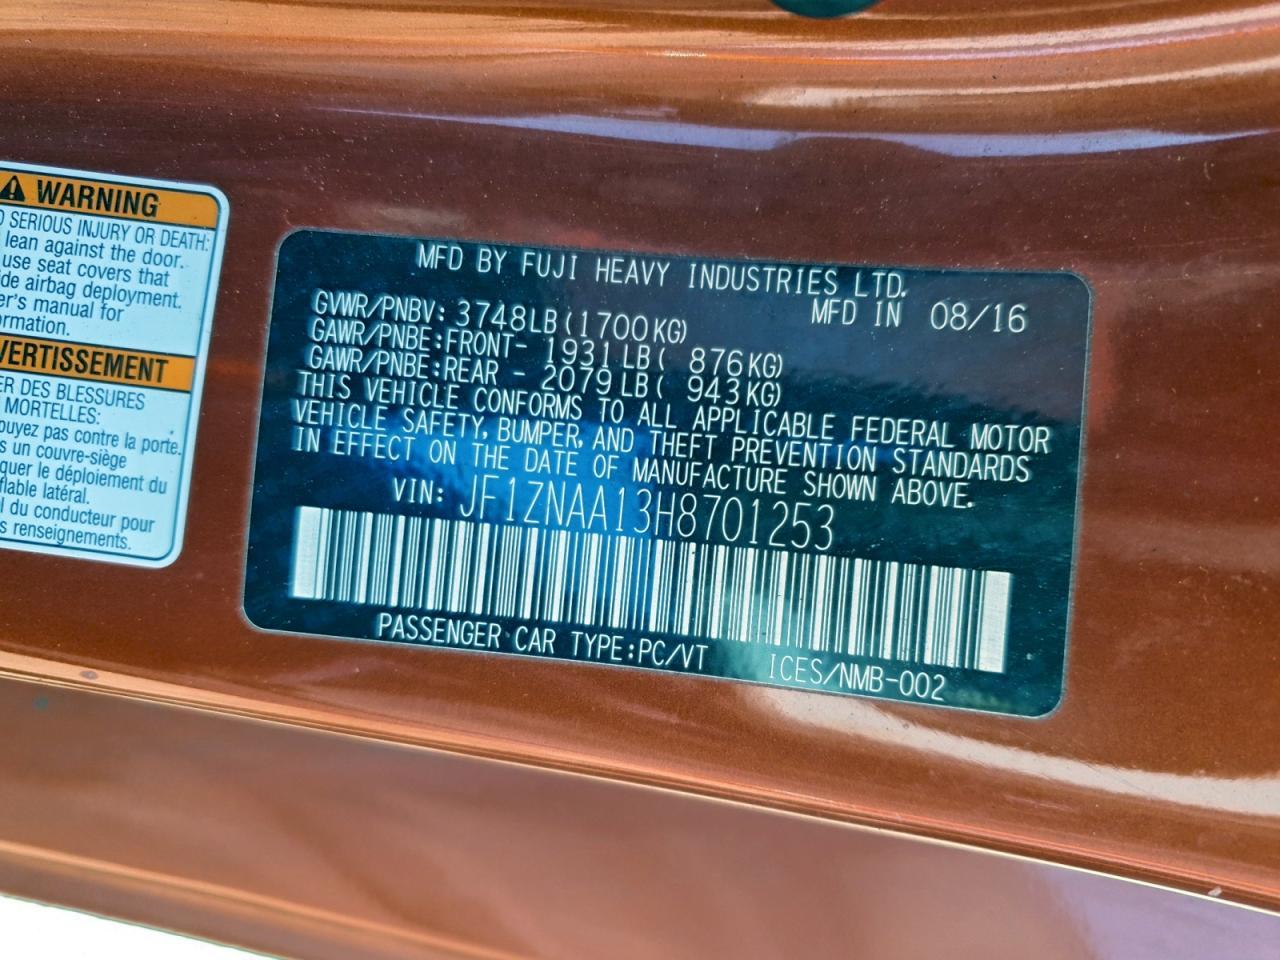 WARNING
SERIOUS INJURY OR DEATH:
lean against the door.
use seat covers that
airbag deployment.
manual for
VERTISSEMENT
DES BLESSURES
MORTELLES:
pas contre la porte.
un couvre-siège
le déploiement du
latéral.
du conducteur pour
renseignements.
MFD BY FUJI HEAVY INDUSTRIES LTD.
MFD IN 08/16
GVWR/PNBV: 3748LB(1700KG)
GAWR/PNBE:FRONT- 1931LB( 876KG)
GAWR/PNBE:REAR - 2079LB( 943KG)
THIS VEHICLE CONFORMS TO ALL APPLICABLE FEDERAL MOTOR
VEHICLE SAFETY, BUMPER, AND THEFT PREVENTION STANDARDS
IN EFFECT ON THE DATE OF MANUFACTURE SHOWN ABOVE.
VIN: JF1ZNAA13H8701253
PASSENGER CAR TYPE:PC/VT ICES/NMB-002